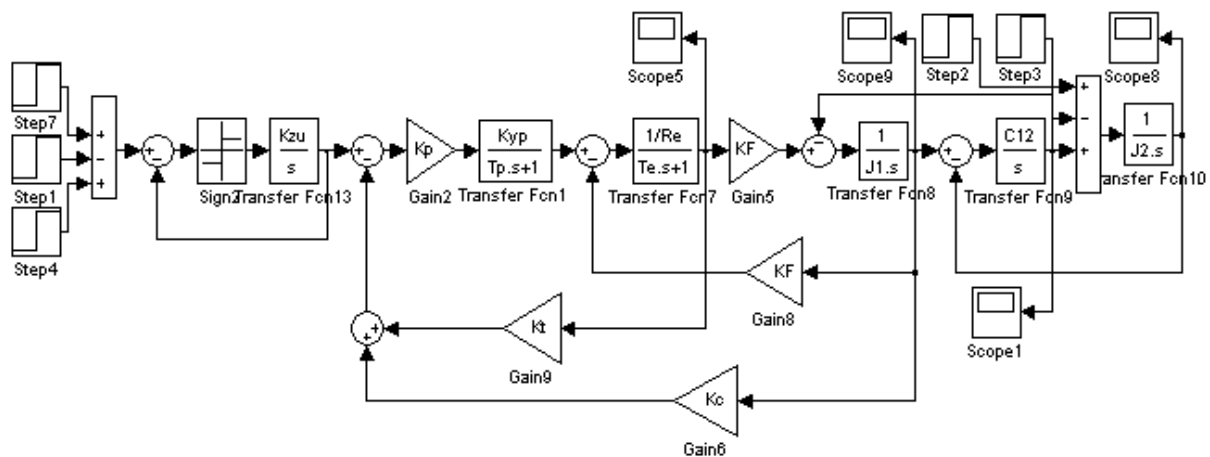 Scope5
Scope9
Step2
Step3
Scope8
Step7
Step1
Step4
+
−
+
+
−
Sign2
Kzu
s
Transfer Fcn13
+
−
Kp
Gain2
Kyp
Tp.s+1
Transfer Fcn1
+
−
1/Re
Te.s+1
Transfer Fcn7
KF
Gain5
+
−
1
J1.s
Transfer Fcn8
+
−
C12
s
Transfer Fcn9
+
−
+
1
J2.s
ransfer Fcn10
KF
Gain8
Scope1
+
+
Kt
Gain9
Kc
Gain6